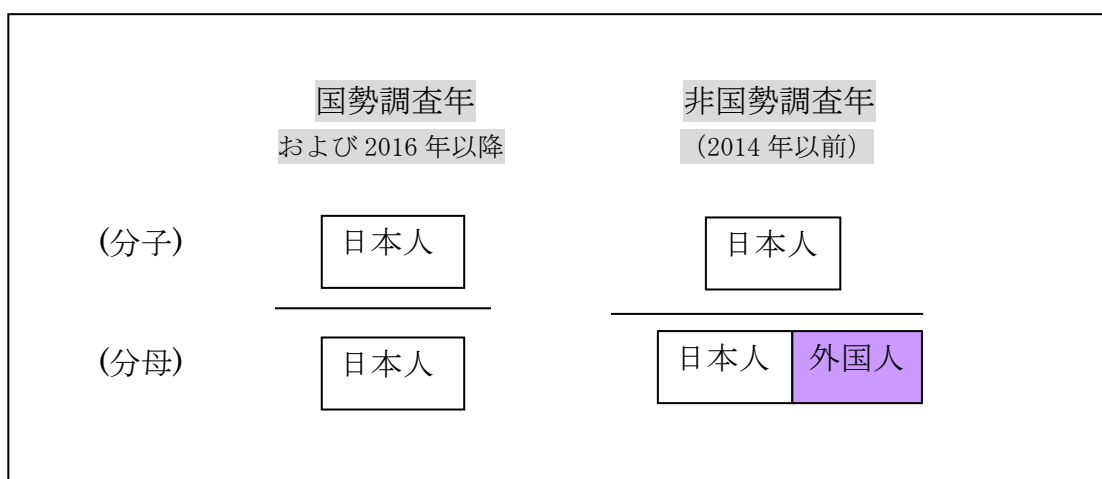 国勢調査年
および 2016 年以降
非国勢調査年
（2014 年以前）
(分子)
日本人
日本人
(分母)
日本人
日本人
外国人